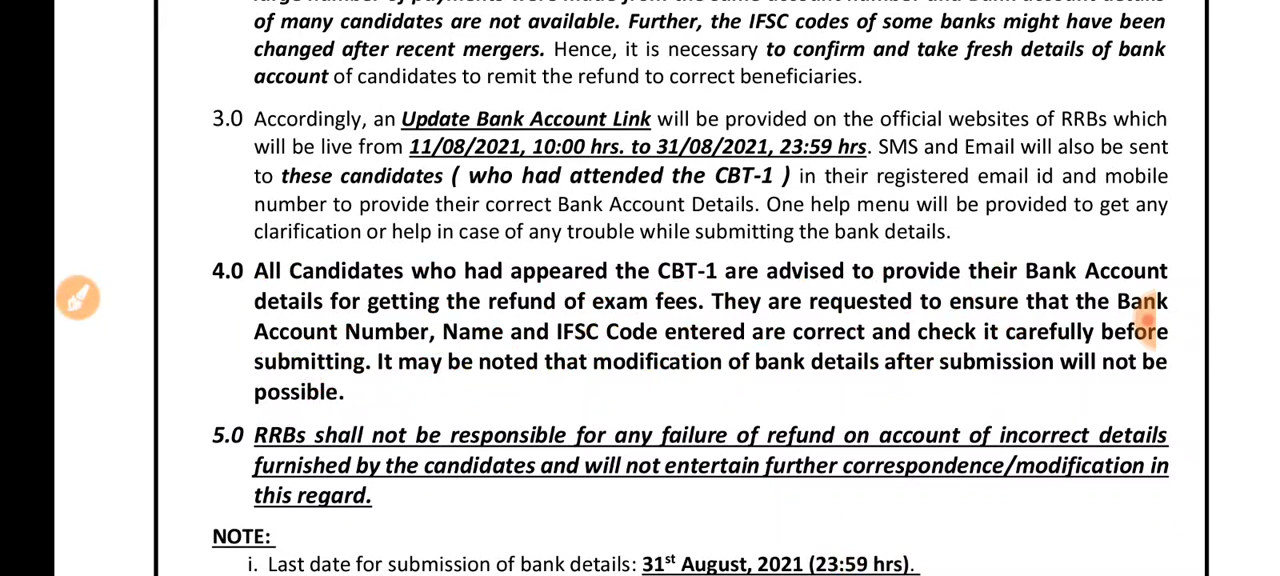 of many candidates are not available. Further, the IFSC codes of some banks might have been
changed after recent mergers. Hence, it is necessary to confirm and take fresh details of bank
account of candidates to remit the refund to correct beneficiaries.
3.0 Accordingly, an Update Bank Account Link will be provided on the official websites of RRBs which
will be live from 11/08/2021, 10:00 hrs. to 31/08/2021, 23:59 hrs. SMS and Email will also be sent
to these candidates ( who had attended the CBT-1 ) in their registered email id and mobile
number to provide their correct Bank Account Details. One help menu will be provided to get any
clarification or help in case of any trouble while submitting the bank details.
4.0 All Candidates who had appeared the CBT-1 are advised to provide their Bank Account
details for getting the refund of exam fees. They are requested to ensure that the Bank
Account Number, Name and IFSC Code entered are correct and check it carefully before
submitting. It may be noted that modification of bank details after submission will not be
possible.
5.0 RRBs shall not be responsible for any failure of refund on account of incorrect details
furnished by the candidates and will not entertain further correspondence/modification in
this regard.
NOTE:
i. Last date for submission of bank details: 31st August, 2021 (23:59 hrs).